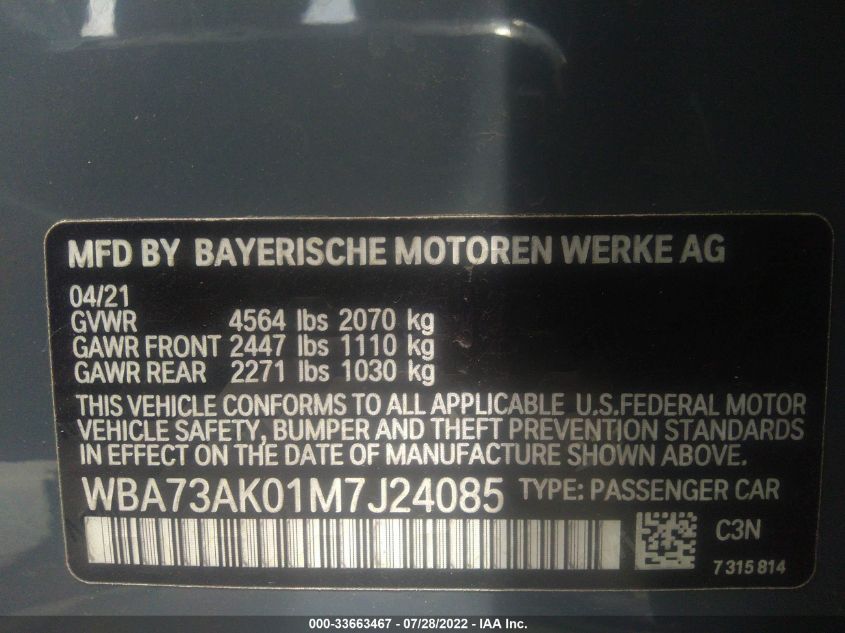 MFD BY BAYERISCHE MOTOREN WERKE AG
04/21
GVWR 4564 lbs 2070 kg
GAWR FRONT 2447 lbs 1110 kg
GAWR REAR 2271 lbs 1030 kg
THIS VEHICLE CONFORMS TO ALL APPLICABLE U.S.FEDERAL MOTOR
VEHICLE SAFETY, BUMPER AND THEFT PREVENTION STANDARDS
IN EFFECT ON THE DATE OF MANUFACTURE SHOWN ABOVE.
WBA73AK01M7J24085 TYPE: PASSENGER CAR
C3N
7 315 814
000-33663467 - 07/28/2022 - IAA Inc.